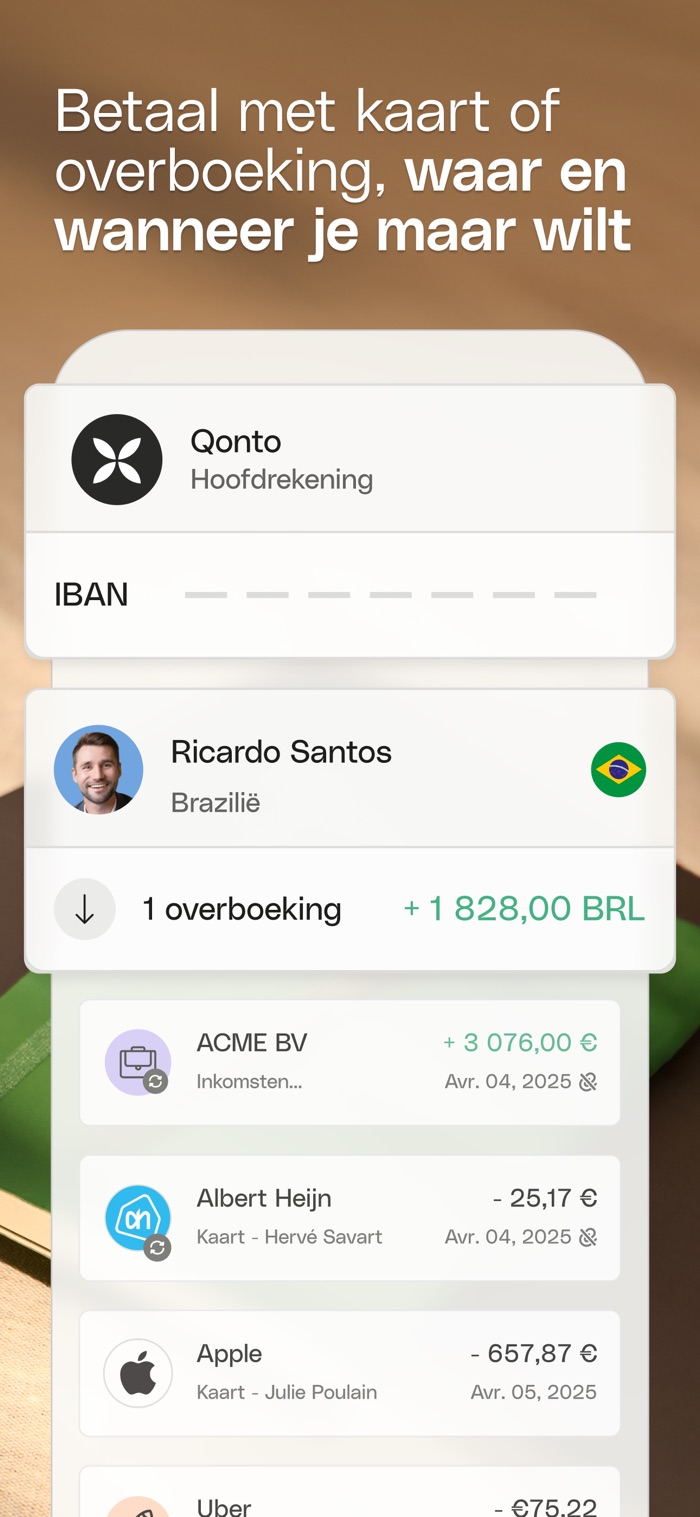 Betaal met kaart of
overboeking, waar en
wanneer je maar wilt
Qonto
Hoofdrekening
IBAN
Ricardo Santos
Brazilië
1 overboeking + 1 828,00 BRL
ACME BV + 3 076,00 €
Inkomsten... Avr. 04, 2025
ah
Albert Heijn - 25,17 €
Kaart - Hervé Savart Avr. 04, 2025
Apple - 657,87 €
Kaart - Julie Poulain Avr. 05, 2025
Uber - €75,22